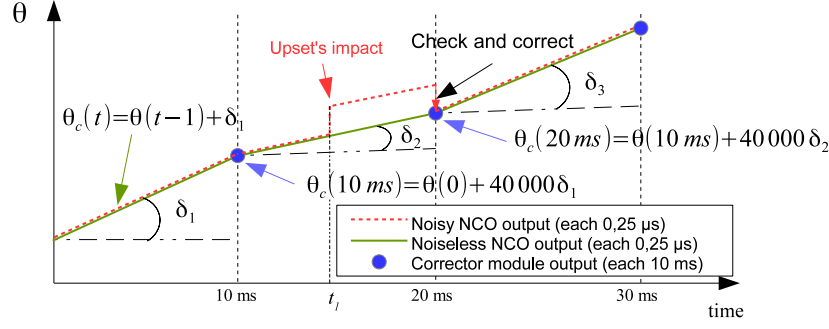 θ
Upset's impact
Check and correct
θc(t)=θ(t−1)+δ1
δ3
δ2
θc(20 ms)=θ(10 ms)+40 000 δ2
θc(10 ms)=θ(0)+40 000 δ1
δ1
Noisy NCO output (each 0,25 µs)
Noiseless NCO output (each 0,25 µs)
Corrector module output (each 10 ms)
10 ms
t1
20 ms
30 ms
time